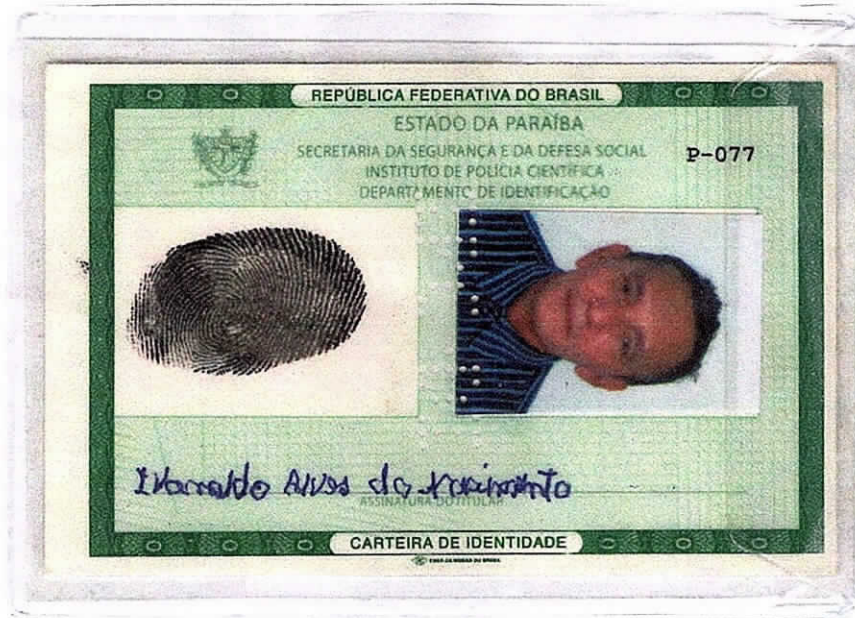 REPÚBLICA FEDERATIVA DO BRASIL
ESTADO DA PARAÍBA
SECRETARIA DA SEGURANÇA E DA DEFESA SOCIAL
P-077
INSTITUTO DE POLÍCIA CIENTÍFICA
DEPARTAMENTO DE IDENTIFICAÇÃO
Alves do Nascimento
ASSINATURA DO TITULAR
CARTEIRA DE IDENTIDADE